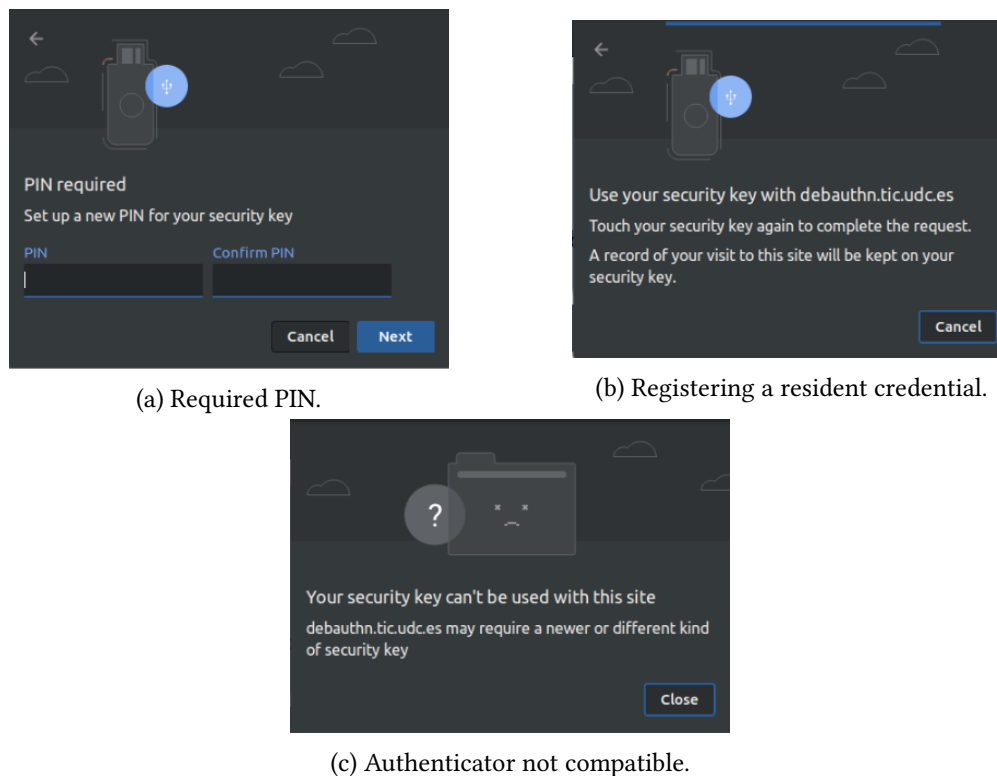 PIN required
Set up a new PIN for your security key
PIN Confirm PIN
Cancel Next
(a) Required PIN.
Use your security key with debauthn.tic.udc.es
Touch your security key again to complete the request.
A record of your visit to this site will be kept on your
security key.
Cancel
(b) Registering a resident credential.
?
Your security key can't be used with this site
debauthn.tic.udc.es may require a newer or different kind
of security key
Close
(c) Authenticator not compatible.